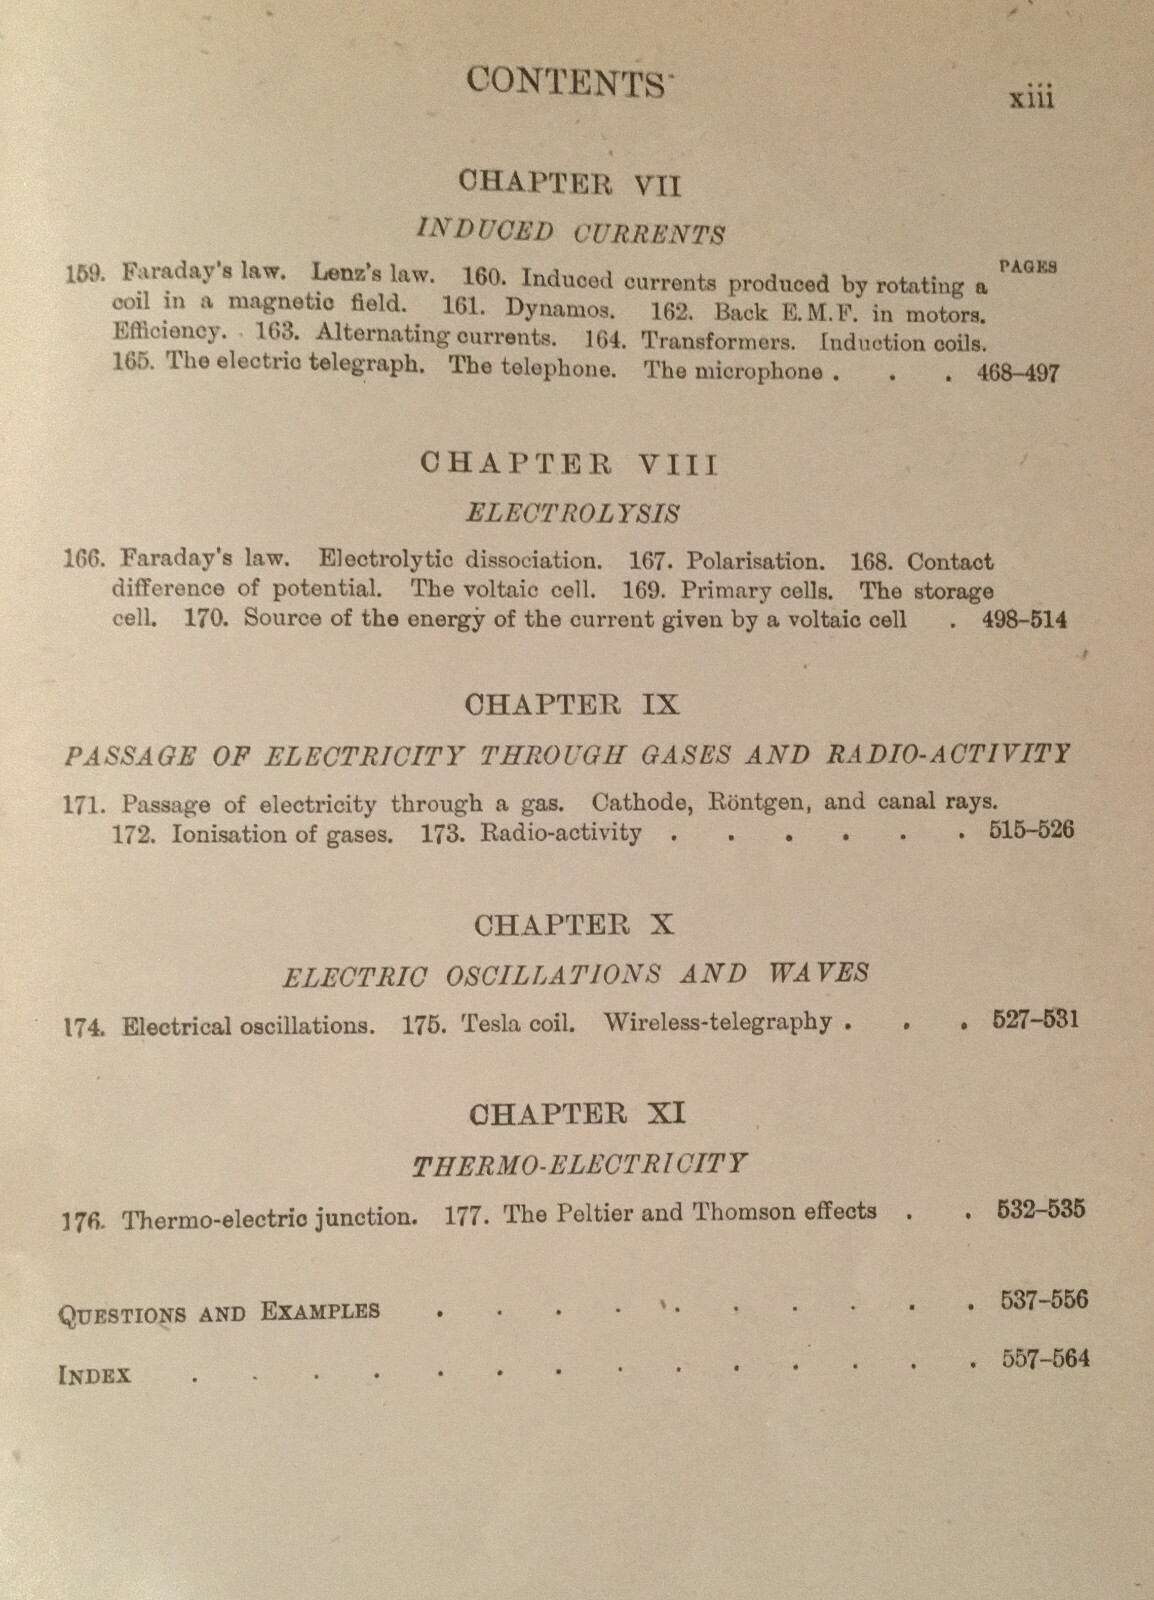 CONTENTS
xiii
CHAPTER VII
INDUCED CURRENTS
PAGES
159. Faraday's law. Lenz's law. 160. Induced currents produced by rotating a
coil in a magnetic field. 161. Dynamos. 162. Back E.M.F. in motors.
Efficiency. 163. Alternating currents. 164. Transformers. Induction coils.
165. The electric telegraph. The telephone. The microphone . . . 468–497
CHAPTER VIII
ELECTROLYSIS
166. Faraday's law. Electrolytic dissociation. 167. Polarisation. 168. Contact
difference of potential. The voltaic cell. 169. Primary cells. The storage
cell. 170. Source of the energy of the current given by a voltaic cell . 498–514
CHAPTER IX
PASSAGE OF ELECTRICITY THROUGH GASES AND RADIO-ACTIVITY
171. Passage of electricity through a gas. Cathode, Röntgen, and canal rays.
172. Ionisation of gases. 173. Radio-activity . . . . . . 515–526
CHAPTER X
ELECTRIC OSCILLATIONS AND WAVES
174. Electrical oscillations. 175. Tesla coil. Wireless-telegraphy . . . 527–531
CHAPTER XI
THERMO-ELECTRICITY
176. Thermo-electric junction. 177. The Peltier and Thomson effects . . 532–535
QUESTIONS AND EXAMPLES . . . . . . . . . . 537–556
INDEX . . . . . . . . . . . . . . 557–564